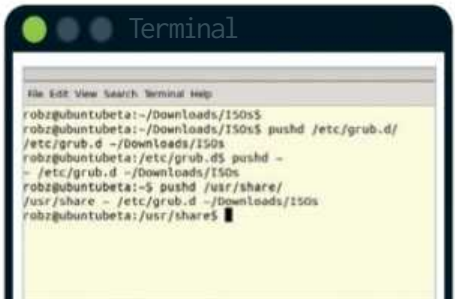 Terminal
File Edit View Search Terminal Help
robz@ubuntubeta:~/Downloads/ISOs$
robz@ubuntubeta:~/Downloads/ISOs$ pushd /etc/grub.d/
/etc/grub.d ~/Downloads/ISOs
robz@ubuntubeta:/etc/grub.d$ pushd ~
~ /etc/grub.d ~/Downloads/ISOs
robz@ubuntubeta:~$ pushd /usr/share/
/usr/share ~ /etc/grub.d ~/Downloads/ISOs
robz@ubuntubeta:/usr/share$